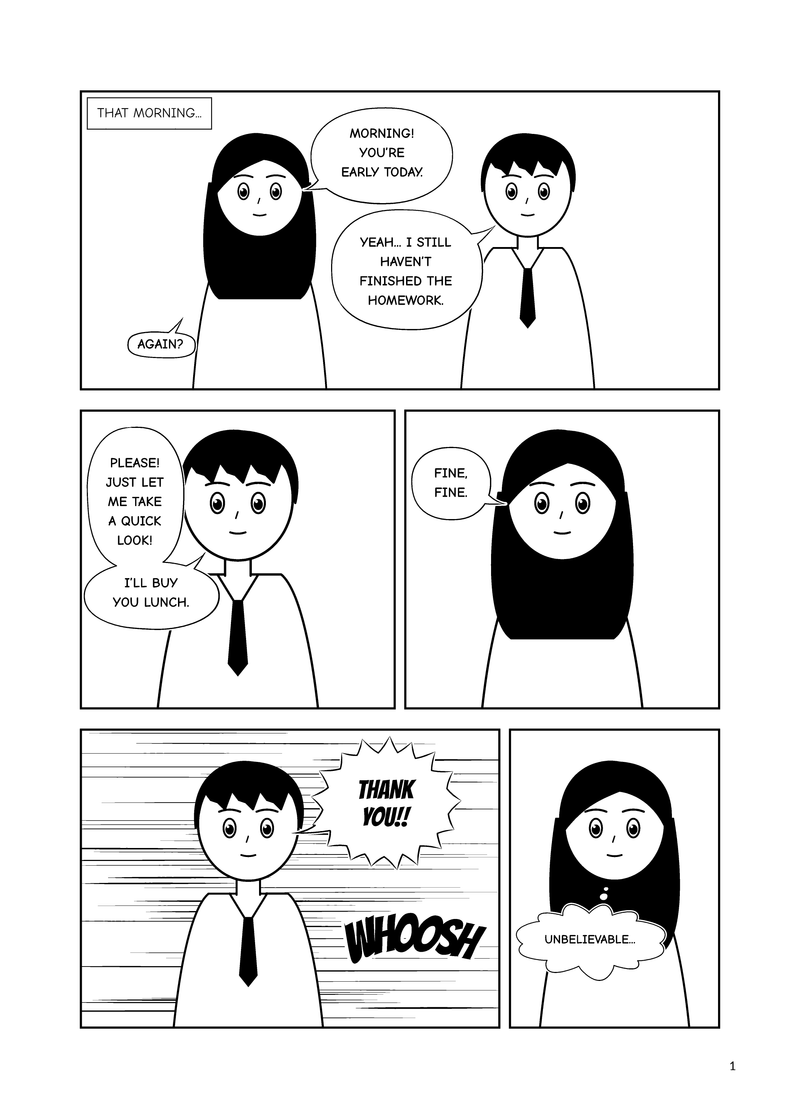 THAT MORNING...
MORNING!
YOU'RE
EARLY TODAY.
YEAH... I STILL
HAVEN'T
FINISHED THE
HOMEWORK.
AGAIN?
PLEASE!
JUST LET
ME TAKE
A QUICK
LOOK!
I'LL BUY
YOU LUNCH.
FINE,
FINE.
THANK
YOU!!
WHOOSH
UNBELIEVABLE...
1